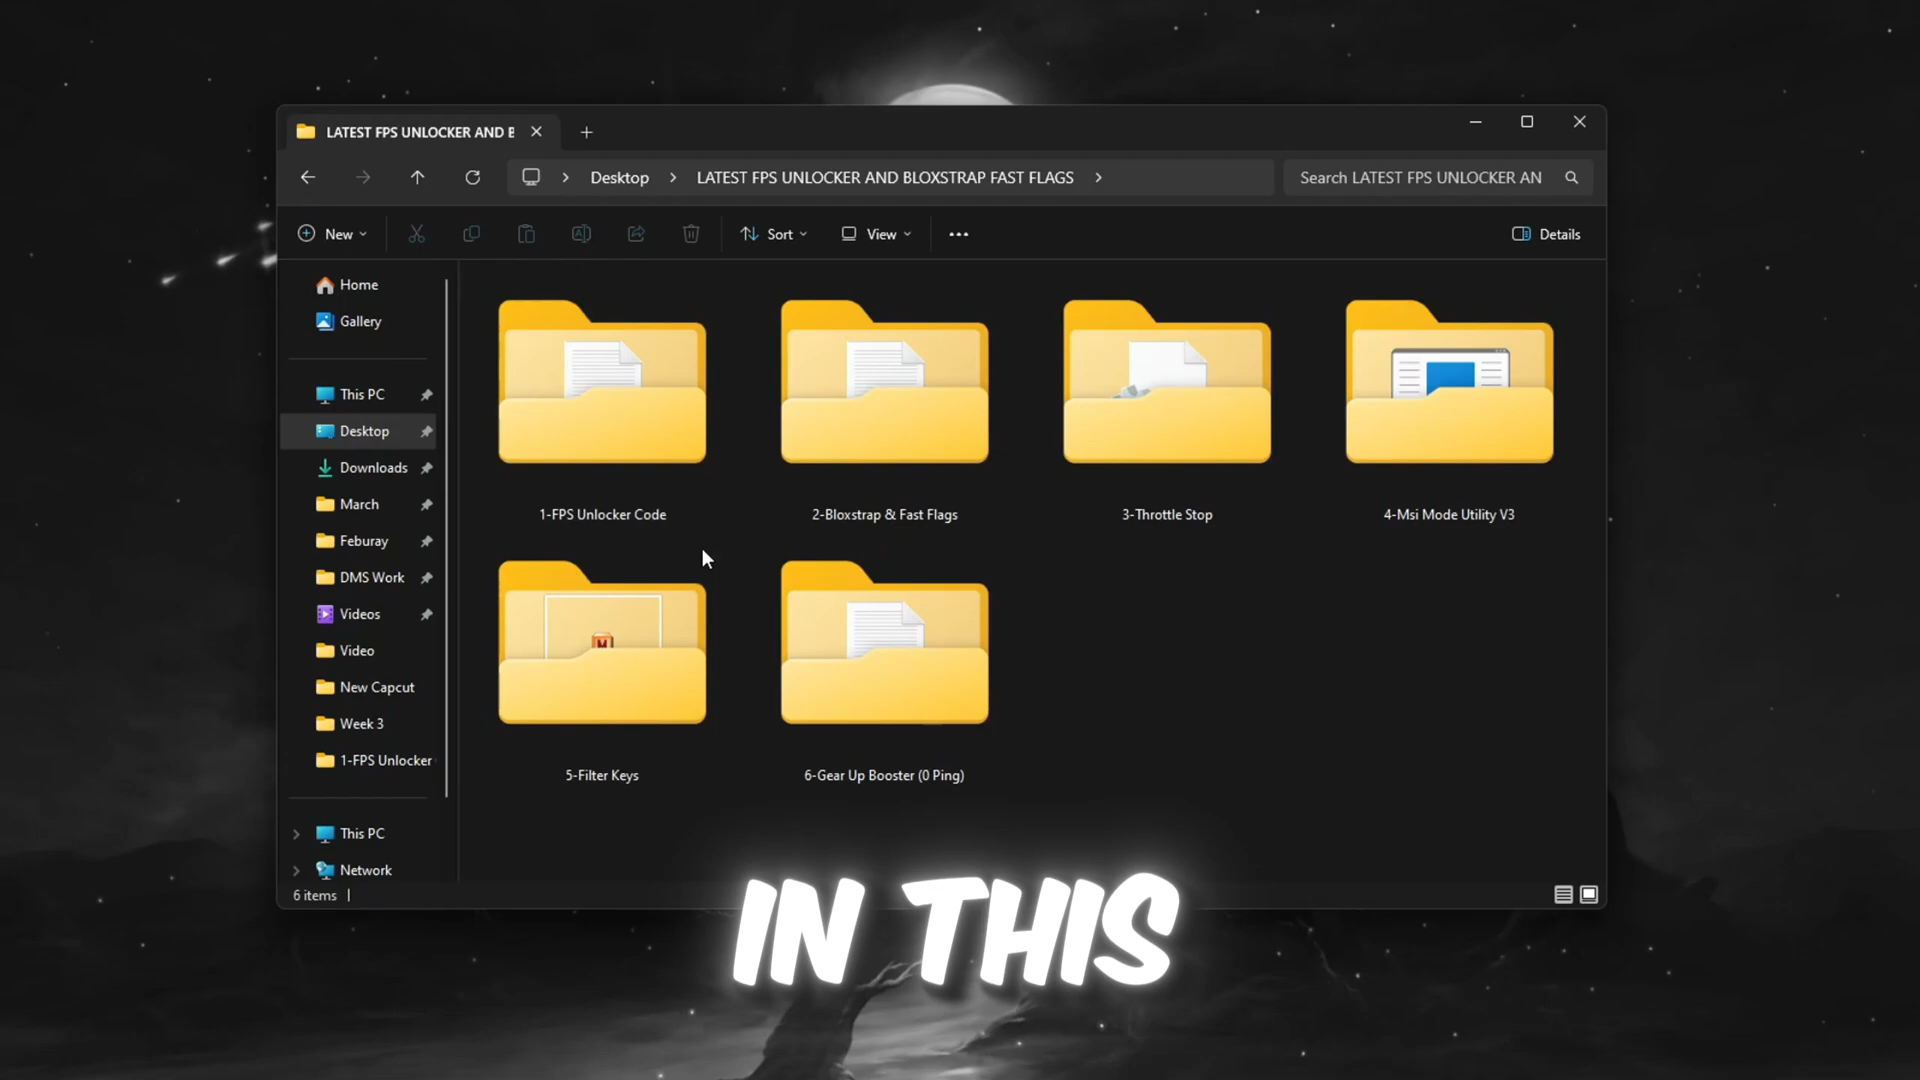 LATEST FPS UNLOCKER AND B
Desktop
LATEST FPS UNLOCKER AND BLOXSTRAP FAST FLAGS
Search LATEST FPS UNLOCKER AN
New
Sort
View
Details
Home
Gallery
This PC
Desktop
Downloads
March
Feburay
DMS Work
Videos
Video
New Capcut
Week 3
1-FPS Unlocker
This PC
Network
1-FPS Unlocker Code
2-Bloxstrap & Fast Flags
3-Throttle Stop
4-Msi Mode Utility V3
M
5-Filter Keys
6-Gear Up Booster (0 Ping)
6 items
IN THIS